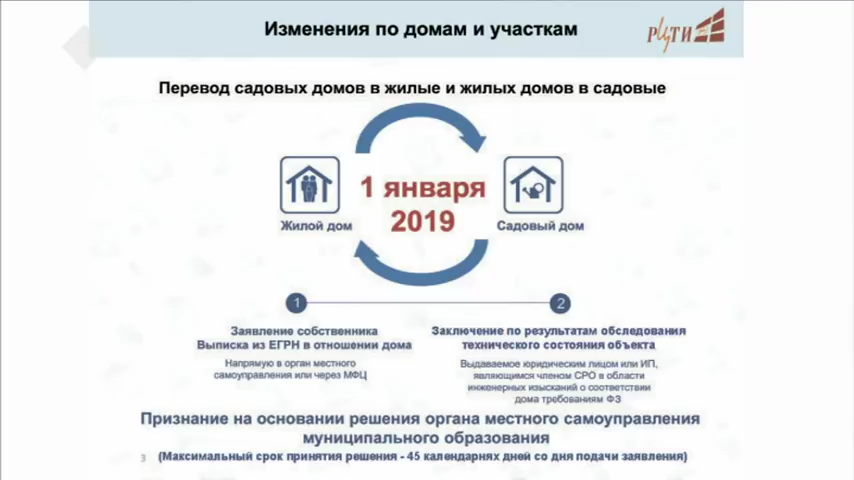 Изменения по домам и участкам
РУТИ
Перевод садовых домов в жилые и жилых домов в садовые
1 января
2019
Жилой дом
Садовый дом
1
2
Заявление собственника
Выписка из ЕГРН в отношении дома
Напрямую в орган местного
самоуправления или через МФЦ
Заключение по результатам обследования
технического состояния объекта
Выдаваемое юридическим лицом или ИП,
являющимся членом СРО в области
инженерных изысканий о соответствии
дома требованиям ФЗ
Признание на основании решения органа местного самоуправления
муниципального образования
3
(Максимальный срок принятия решения - 45 календарнях дней со дня подачи заявления)